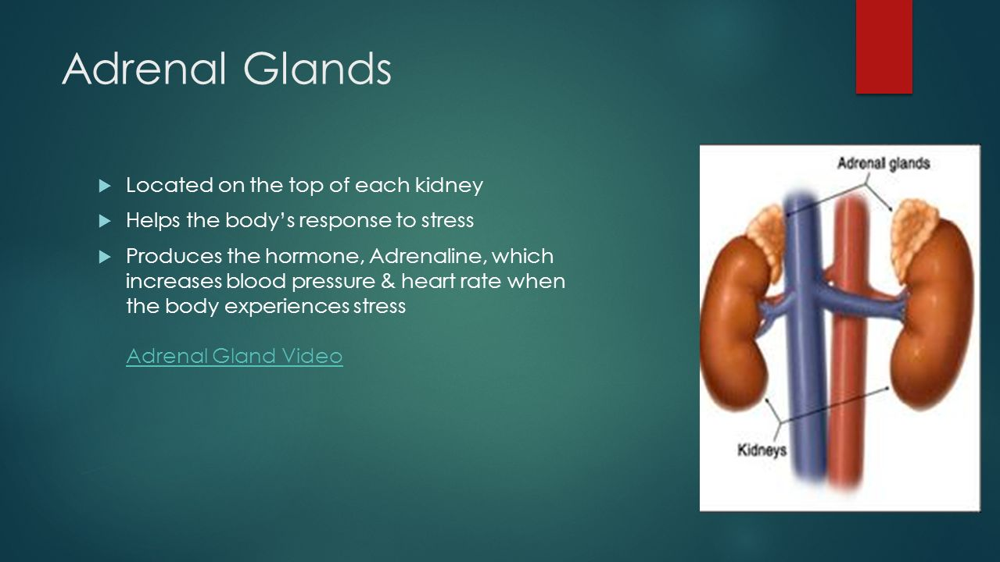 Adrenal Glands
Located on the top of each kidney
Helps the body’s response to stress
Produces the hormone, Adrenaline, which
increases blood pressure & heart rate when
the body experiences stress
Adrenal Gland Video
Adrenal glands
Kidneys